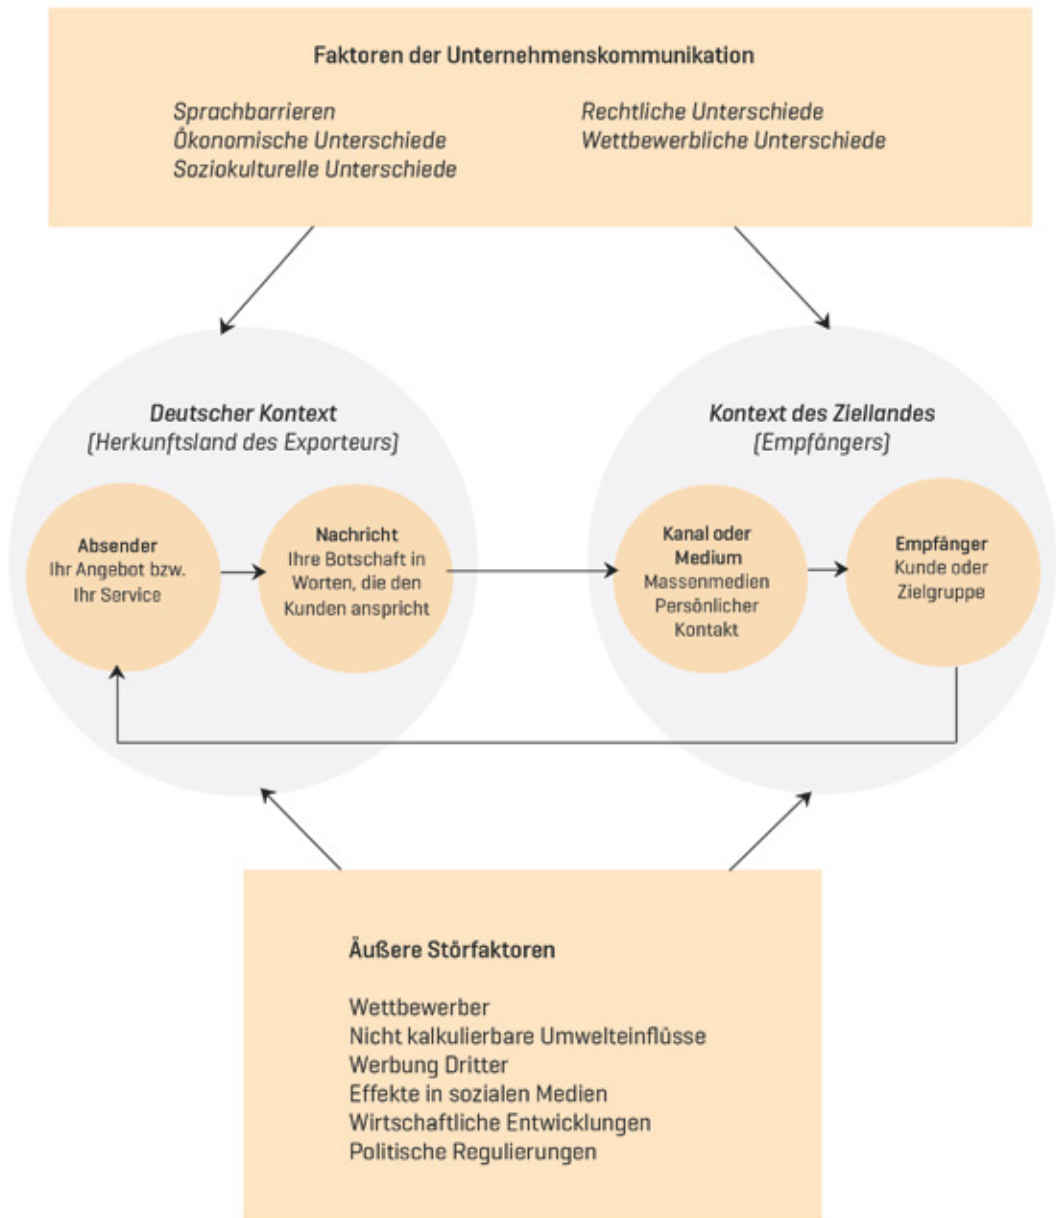 Faktoren der Unternehmenskommunikation
Sprachbarrieren
Ökonomische Unterschiede
Soziokulturelle Unterschiede
Rechtliche Unterschiede
Wettbewerbliche Unterschiede
Deutscher Kontext
(Herkunftsland des Exporteurs)
Absender
Ihr Angebot bzw.
Ihr Service
Nachricht
Ihre Botschaft in
Worten, die den
Kunden anspricht
Kontext des Ziellandes
(Empfängers)
Kanal oder
Medium
Massenmedien
Persönlicher
Kontakt
Empfänger
Kunde oder
Zielgruppe
Äußere Störfaktoren
Wettbewerber
Nicht kalkulierbare Umwelteinflüsse
Werbung Dritter
Effekte in sozialen Medien
Wirtschaftliche Entwicklungen
Politische Regulierungen